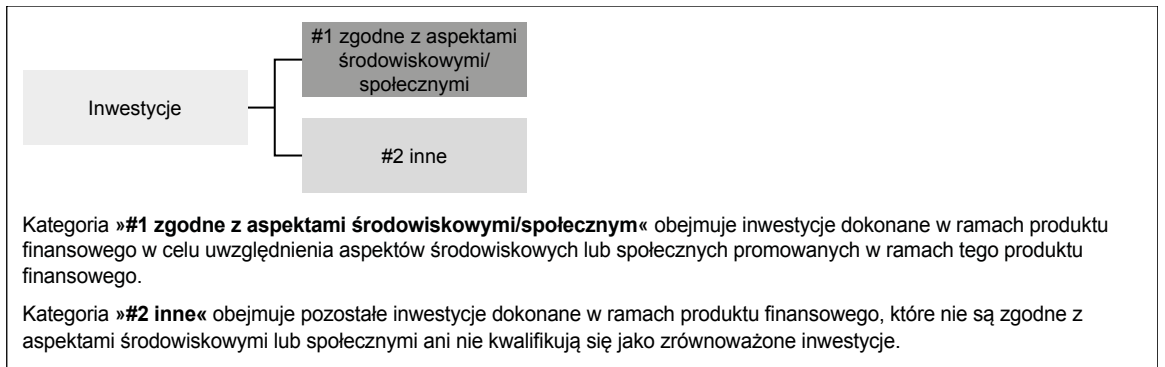 #1 zgodne z aspektami
środowiskowymi/
społecznymi
Inwestycje
#2 inne
Kategoria »#1 zgodne z aspektami środowiskowymi/społecznym« obejmuje inwestycje dokonane w ramach produktu
finansowego w celu uwzględnienia aspektów środowiskowych lub społecznych promowanych w ramach tego produktu
finansowego.
Kategoria »#2 inne« obejmuje pozostałe inwestycje dokonane w ramach produktu finansowego, które nie są zgodne z
aspektami środowiskowymi lub społecznymi ani nie kwalifikują się jako zrównoważone inwestycje.